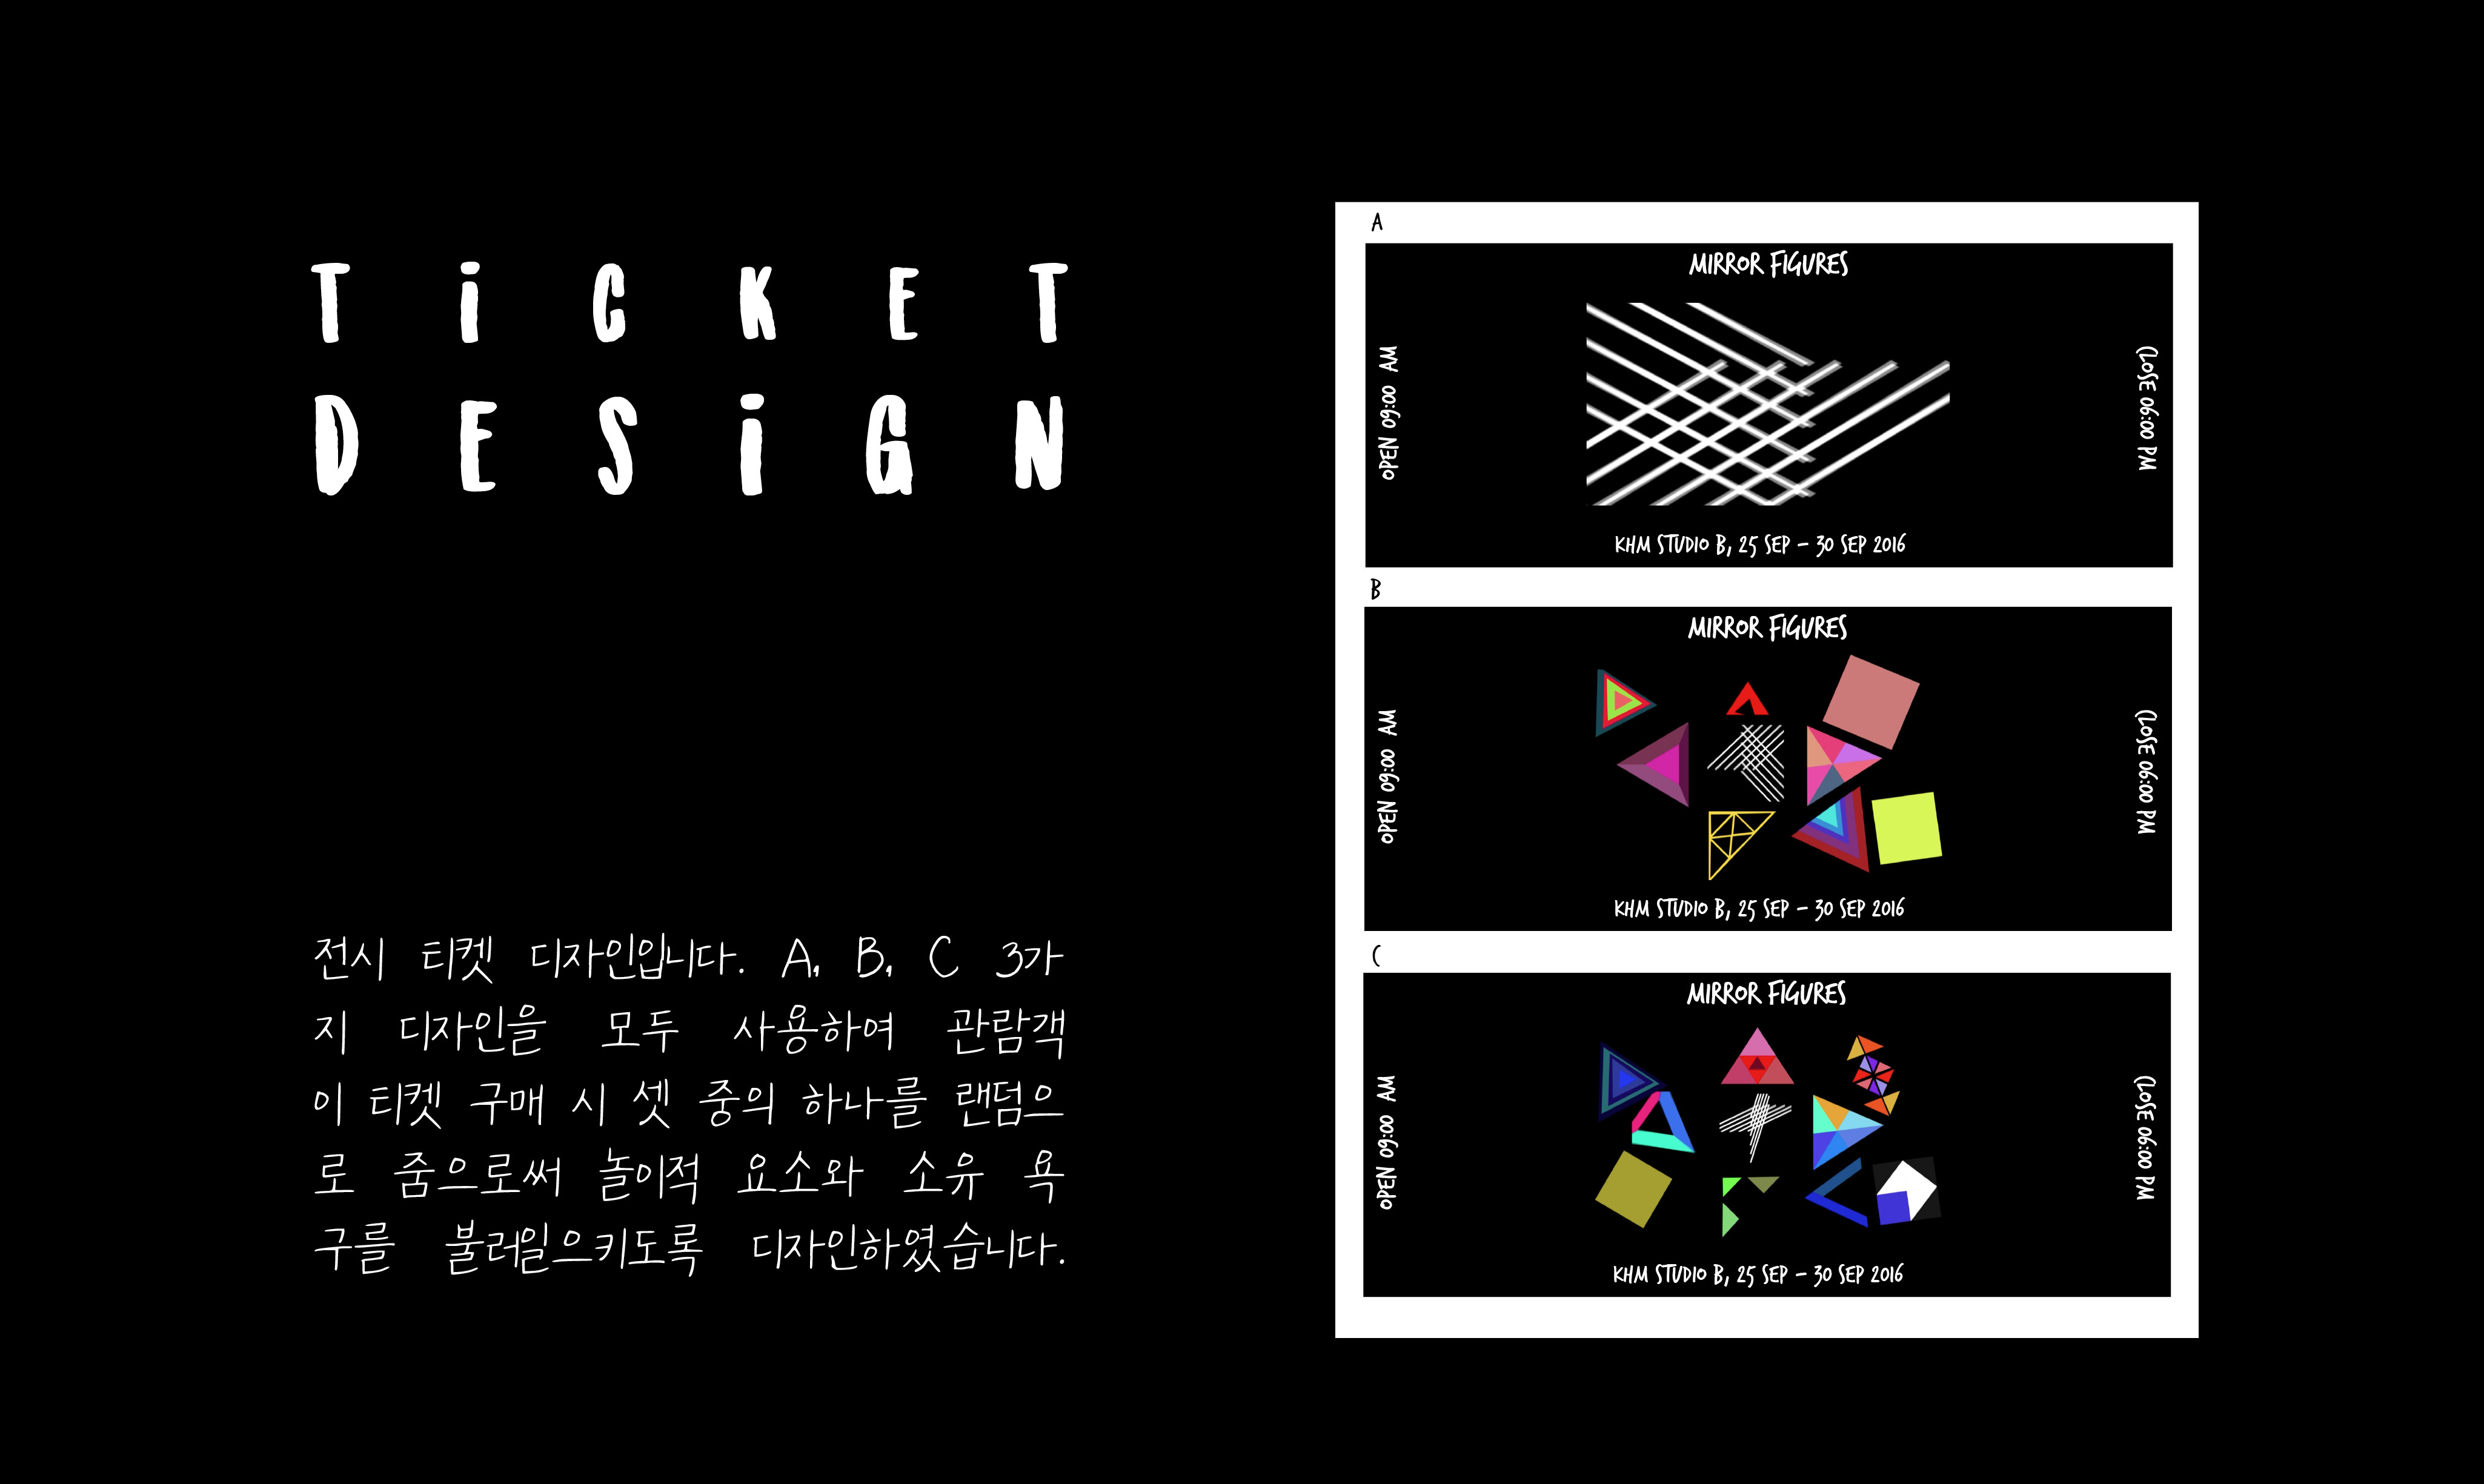 TiCKET
DESiGN
전시 티켓 디자인입니다. A, B, C 3가
지 디자인을 모두 사용하여 관람객
이 티켓 구매 시 셋 중의 하나를 랜덤으
로 줌으로써 놀이적 요소와 소유 욕
구를 불러일으키도록 디자인하였습니다.
A
MIRROR FIGURES
OPEN 09:00 AM
CLOSE 06:00 PM
KHM STUDIO B, 25 SEP – 30 SEP 2016
B
MIRROR FIGURES
OPEN 09:00 AM
CLOSE 06:00 PM
KHM STUDIO B, 25 SEP – 30 SEP 2016
C
MIRROR FIGURES
OPEN 09:00 AM
CLOSE 06:00 PM
KHM STUDIO B, 25 SEP – 30 SEP 2016